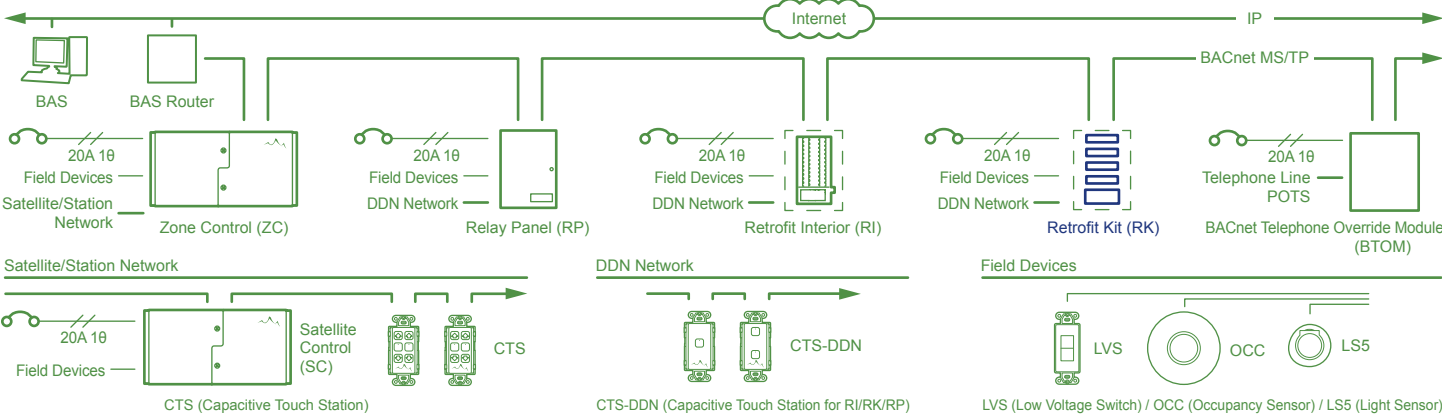 Internet
IP
BACnet MS/TP
BAS
BAS Router
20A 1θ
Field Devices
Satellite/Station
Network
Zone Control (ZC)
20A 1θ
Field Devices
DDN Network
Relay Panel (RP)
20A 1θ
Field Devices
DDN Network
Retrofit Interior (RI)
20A 1θ
Field Devices
DDN Network
Retrofit Kit (RK)
20A 1θ
Telephone Line
POTS
BACnet Telephone Override Module
(BTOM)
Satellite/Station Network
20A 1θ
Field Devices
Satellite
Control
(SC)
CTS
CTS (Capacitive Touch Station)
DDN Network
CTS-DDN
CTS-DDN (Capacitive Touch Station for RI/RK/RP)
Field Devices
LVS
OCC
LS5
LVS (Low Voltage Switch) / OCC (Occupancy Sensor) / LS5 (Light Sensor)